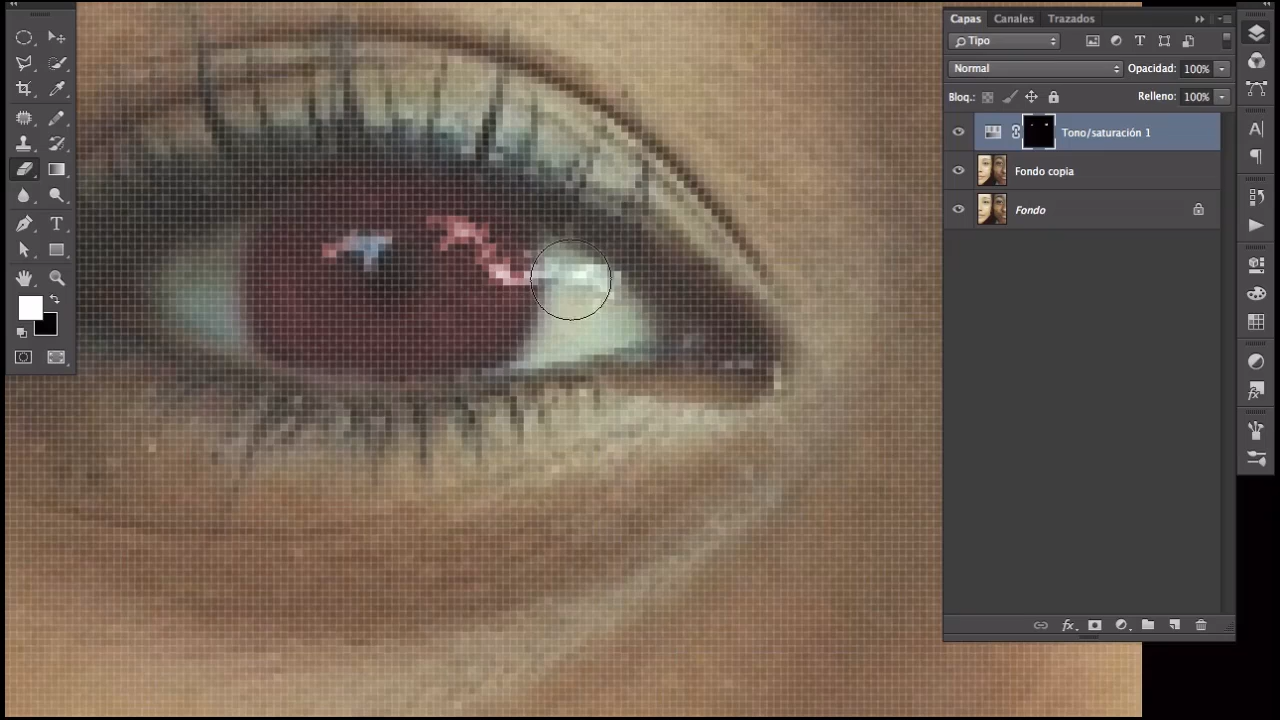 Capas Canales Trazados
Tipo
Normal Opacidad: 100%
Bloq.: Relleno: 100%
Tono/saturación 1
Fondo copia
Fondo